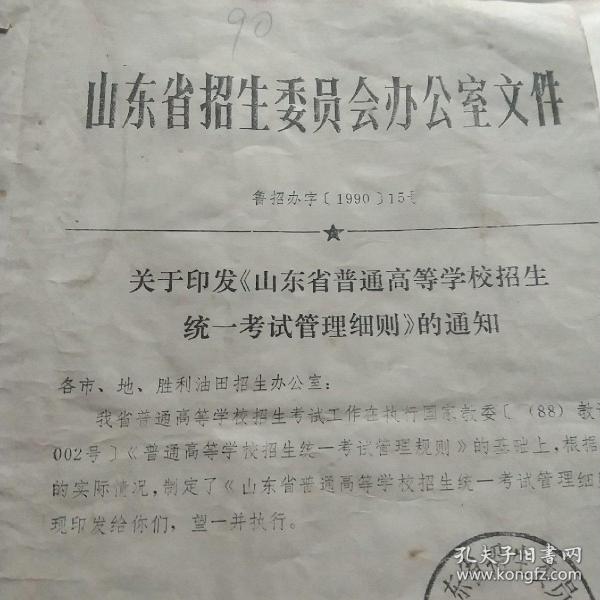 90
山东省招生委员会办公室文件
鲁招办字〔1990〕15号
关于印发《山东省普通高等学校招生
统一考试管理细则》的通知
各市、地、胜利油田招生办公室：
我省普通高等学校招生考试工作在执行国家教委〔（88）教
002号〕《普通高等学校招生统一考试管理规则》的基础上，根据
的实际情况，制定了《山东省普通高等学校招生统一考试管理细
现印发给你们，望一并执行。
东省招生委员
孔夫子旧书网
www.kongfz.com